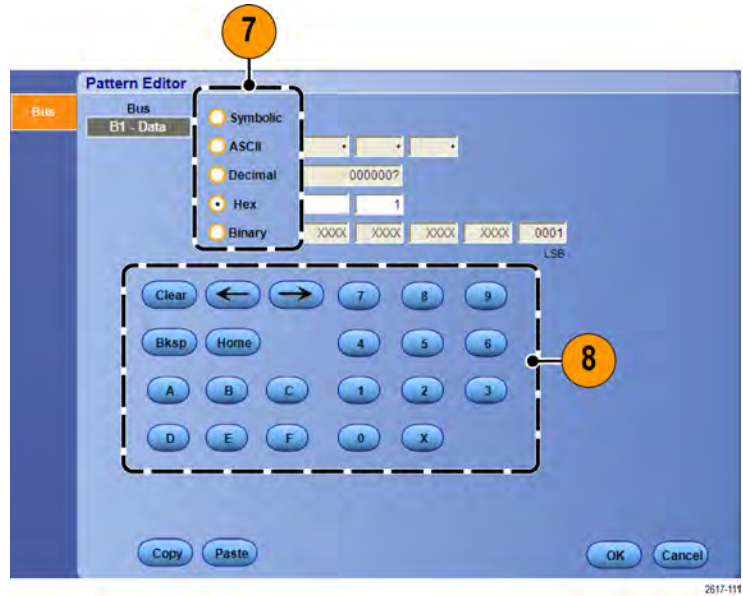 7
Pattern Editor
Bus
Bus
B1 - Data
Symbolic
ASCII
Decimal 000000?
Hex 1
Binary XXXX XXXX XXXX XXXX 0001
LSB
Clear ← → 7 8 9
Bksp Home 4 5 6
8
A B C 1 2 3
D E F 0 X
Copy Paste OK Cancel
2617-111